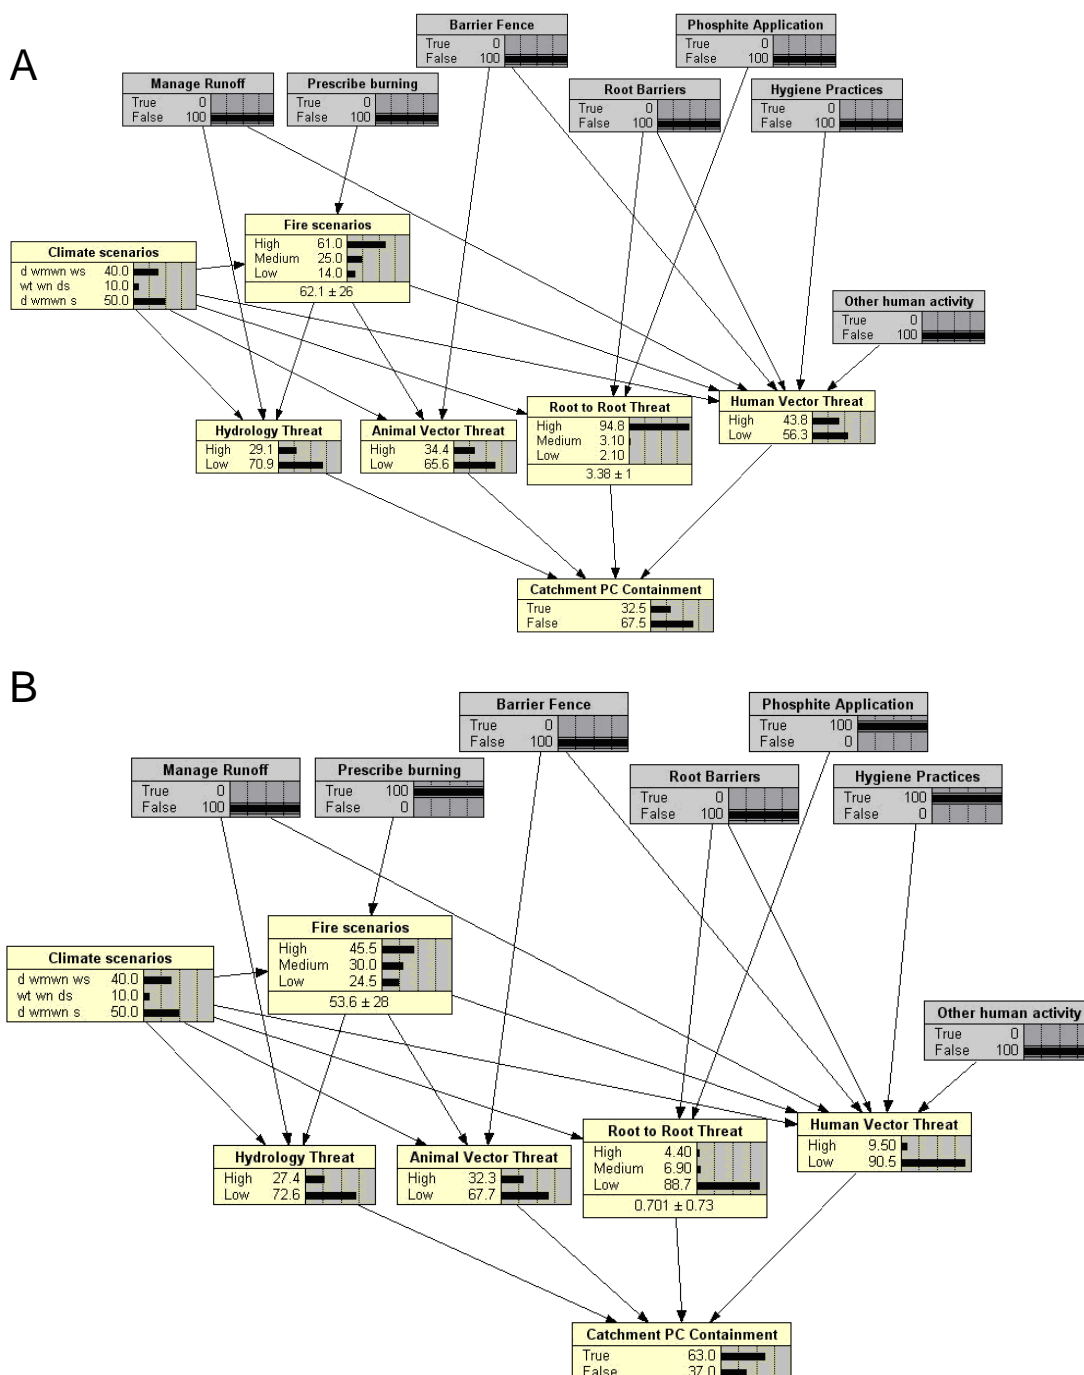 A
Barrier Fence
True 0
False 100
Phosphite Application
True 0
False 100
Manage Runoff
True 0
False 100
Prescribe burning
True 0
False 100
Root Barriers
True 0
False 100
Hygiene Practices
True 0
False 100
Fire scenarios
High 61.0
Medium 25.0
Low 14.0
62.1 ± 26
Climate scenarios
d wmwn ws 40.0
wt wn ds 10.0
d wmwn s 50.0
Other human activity
True 0
False 100
Hydrology Threat
High 29.1
Low 70.9
Animal Vector Threat
High 34.4
Low 65.6
Root to Root Threat
High 94.8
Medium 3.10
Low 2.10
3.38 ± 1
Human Vector Threat
High 43.8
Low 56.3
Catchment PC Containment
True 32.5
False 67.5
B
Barrier Fence
True 0
False 100
Phosphite Application
True 100
False 0
Manage Runoff
True 0
False 100
Prescribe burning
True 100
False 0
Root Barriers
True 0
False 100
Hygiene Practices
True 100
False 0
Fire scenarios
High 45.5
Medium 30.0
Low 24.5
53.6 ± 28
Climate scenarios
d wmwn ws 40.0
wt wn ds 10.0
d wmwn s 50.0
Other human activity
True 0
False 100
Hydrology Threat
High 27.4
Low 72.6
Animal Vector Threat
High 32.3
Low 67.7
Root to Root Threat
High 4.40
Medium 6.90
Low 88.7
0.701 ± 0.73
Human Vector Threat
High 9.50
Low 90.5
Catchment PC Containment
True 63.0
False 37.0